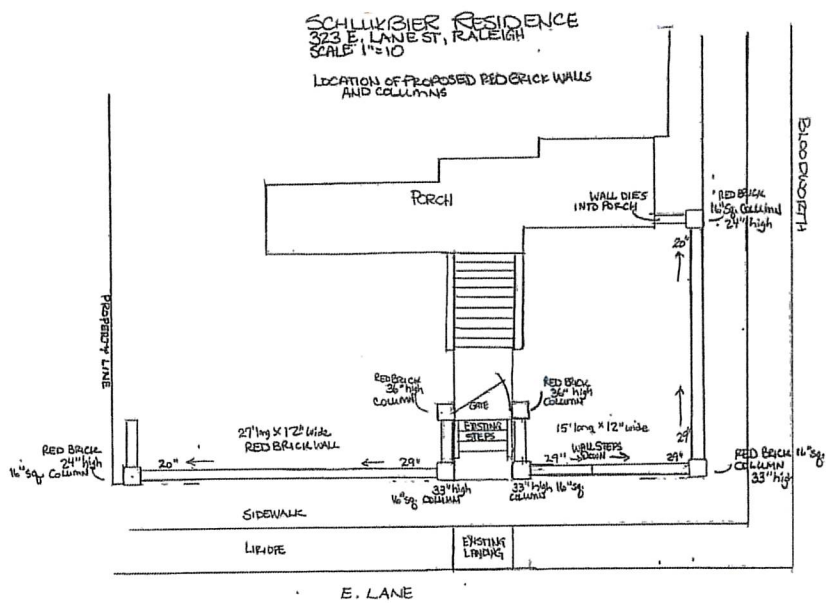 SCHLUKBIER RESIDENCE
323 E. LANE ST, RALEIGH
SCALE 1"=10
LOCATION OF PROPOSED RED BRICK WALLS
AND COLUMNS
BLOODWORTH
PORCH
WALL DIES
INTO PORCH
RED BRICK
16" SQ. COLUMN
24" high
20"
PROPERTY LINE
RED BRICK
36" high
COLUMN
GATE
RED BRICK
36" high
COLUMN
27' long X 12" wide
RED BRICK WALL
EXISTING
STEPS
15' long X 12" wide
WALL STEPS
DOWN
29"
RED BRICK
24" high
16" sq. COLUMN
20"
29"
29"
29"
RED BRICK 16" sq.
COLUMN
33" high
33" high
16" sq. COLUMN
33" high 16" sq.
COLUMN
SIDEWALK
LIRIOPE
EXISTING
LANDING
E. LANE